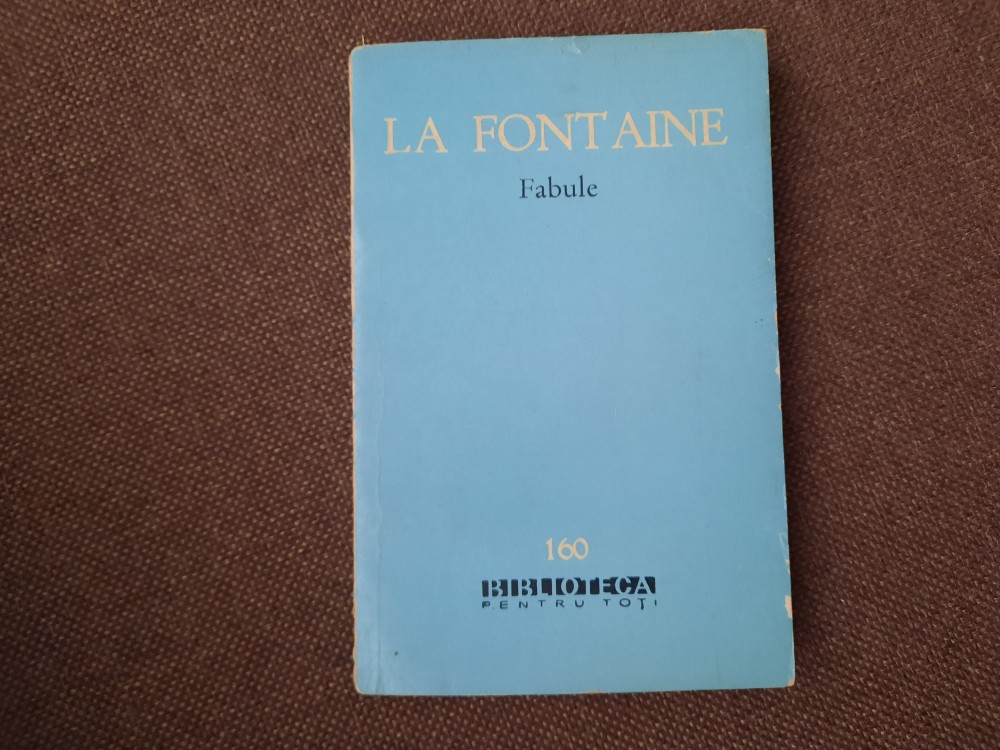 LA FONTAINE
Fabule
160
BIBLIOTECA
PENTRU TOȚI